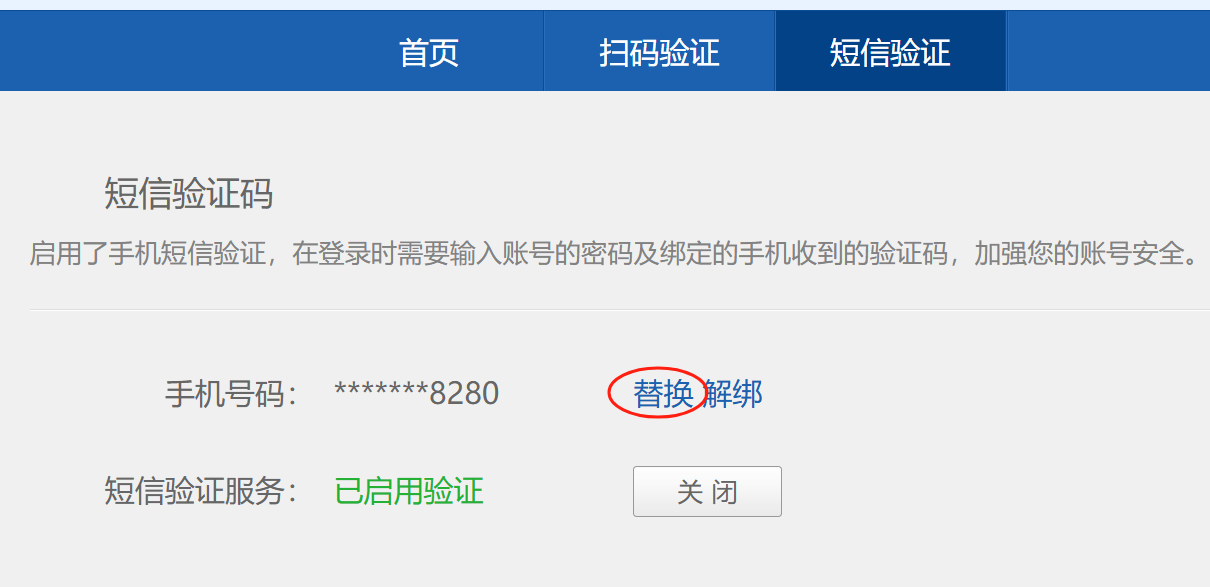 首页 扫码验证 短信验证
短信验证码
启用了手机短信验证，在登录时需要输入账号的密码及绑定的手机收到的验证码，加强您的账号安全。
手机号码： *******8280 替换 解绑
短信验证服务： 已启用验证 关 闭